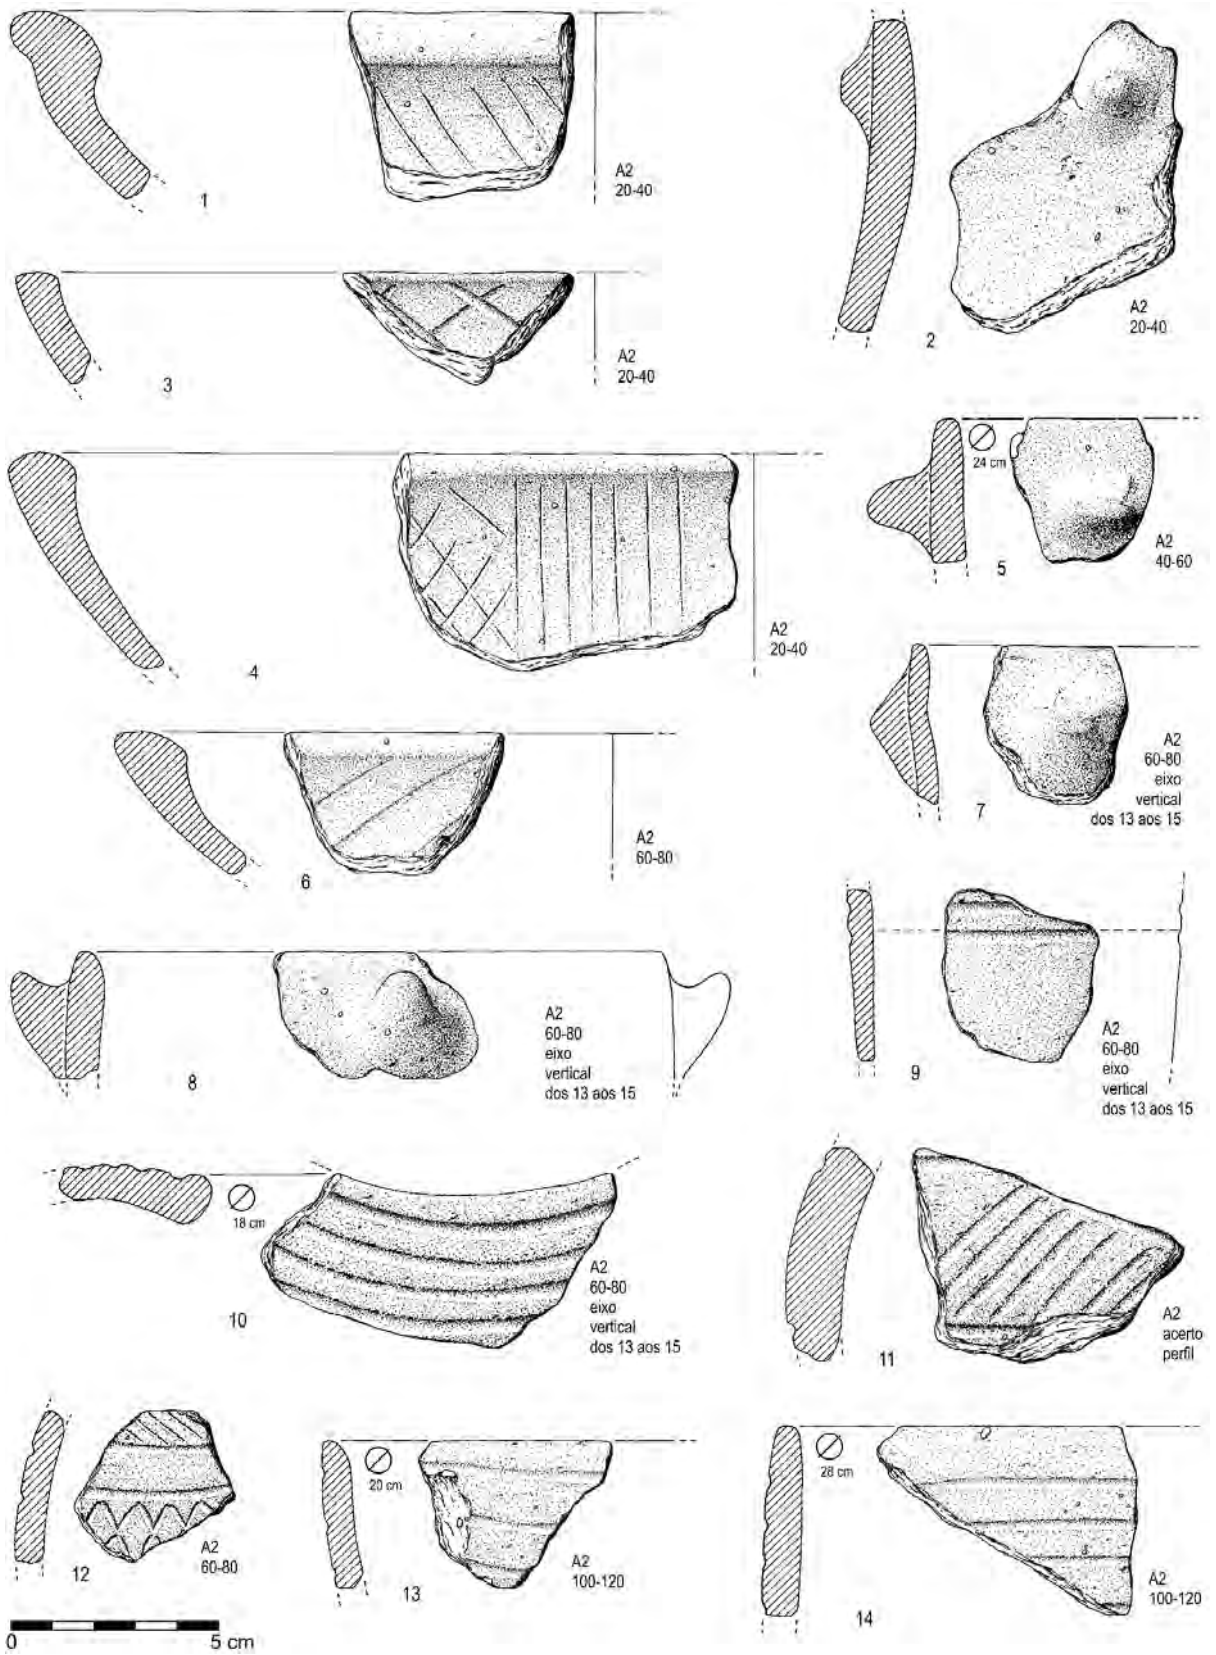 A2
20-40
1
A2
20-40
2
A2
20-40
3
24 cm
A2
40-60
5
A2
20-40
4
A2
60-80
eixo
vertical
dos 13 aos 15
7
A2
60-80
6
A2
60-80
eixo
vertical
dos 13 aos 15
8
A2
60-80
eixo
vertical
dos 13 aos 15
9
18 cm
A2
60-80
eixo
vertical
dos 13 aos 15
10
A2
acerto
perfil
11
A2
60-80
12
20 cm
A2
100-120
13
28 cm
A2
100-120
14
0 5 cm